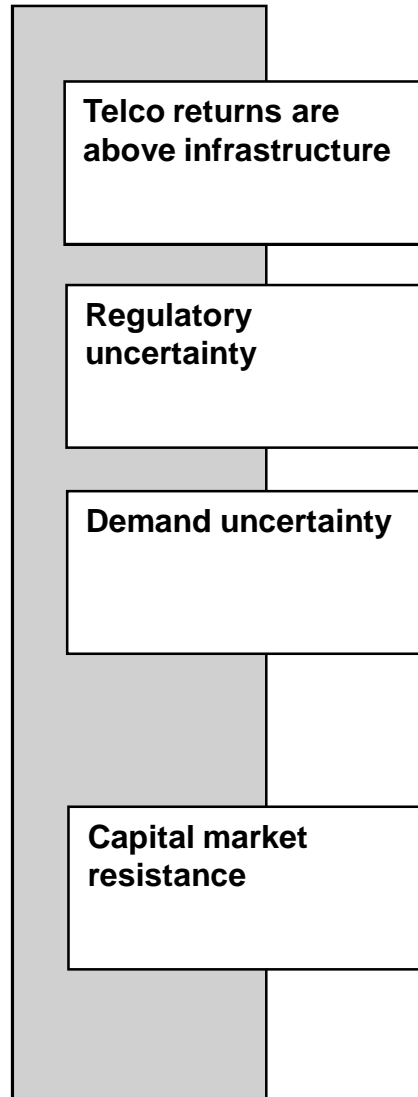 Telco returns are
above infrastructure
Regulatory
uncertainty
Demand uncertainty
Capital market
resistance